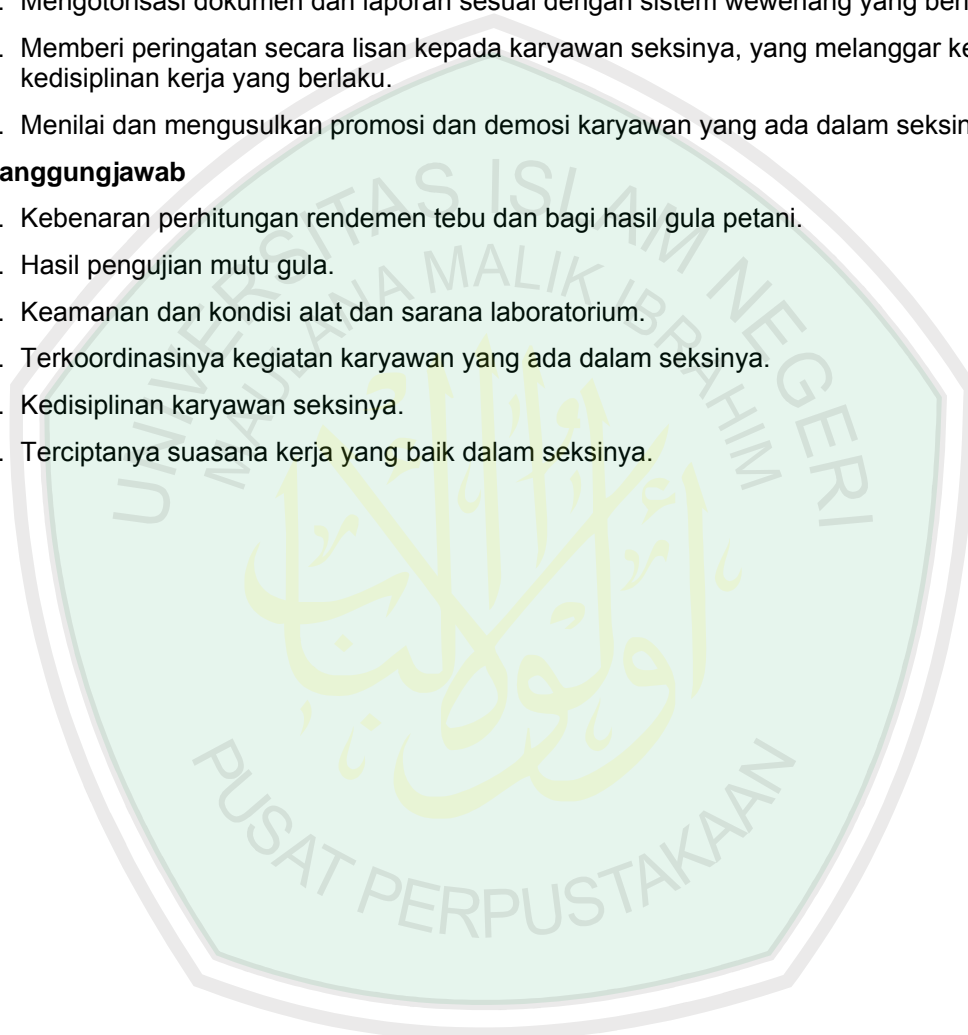 . Mengotorisasi dokumen dan laporan sesuai dengan sistem wewenang yang
. Memberi peringatan secara lisan kepada karyawan seksinya, yang melanggar
kedisiplinan kerja yang berlaku.
. Menilai dan mengusulkan promosi dan demosi karyawan yang ada dalam
anggungjawab
. Kebenaran perhitungan rendemen tebu dan bagi hasil gula petani.
. Hasil pengujian mutu gula.
. Keamanan dan kondisi alat dan sarana laboratorium.
. Terkoordinasinya kegiatan karyawan yang ada dalam seksinya.
. Kedisiplinan karyawan seksinya.
. Terciptanya suasana kerja yang baik dalam seksinya.
UNIVERSITAS ISLAM NEGERI
MAULANA MALIK IBRAHIM
PUSAT PERPUSTAKAAN